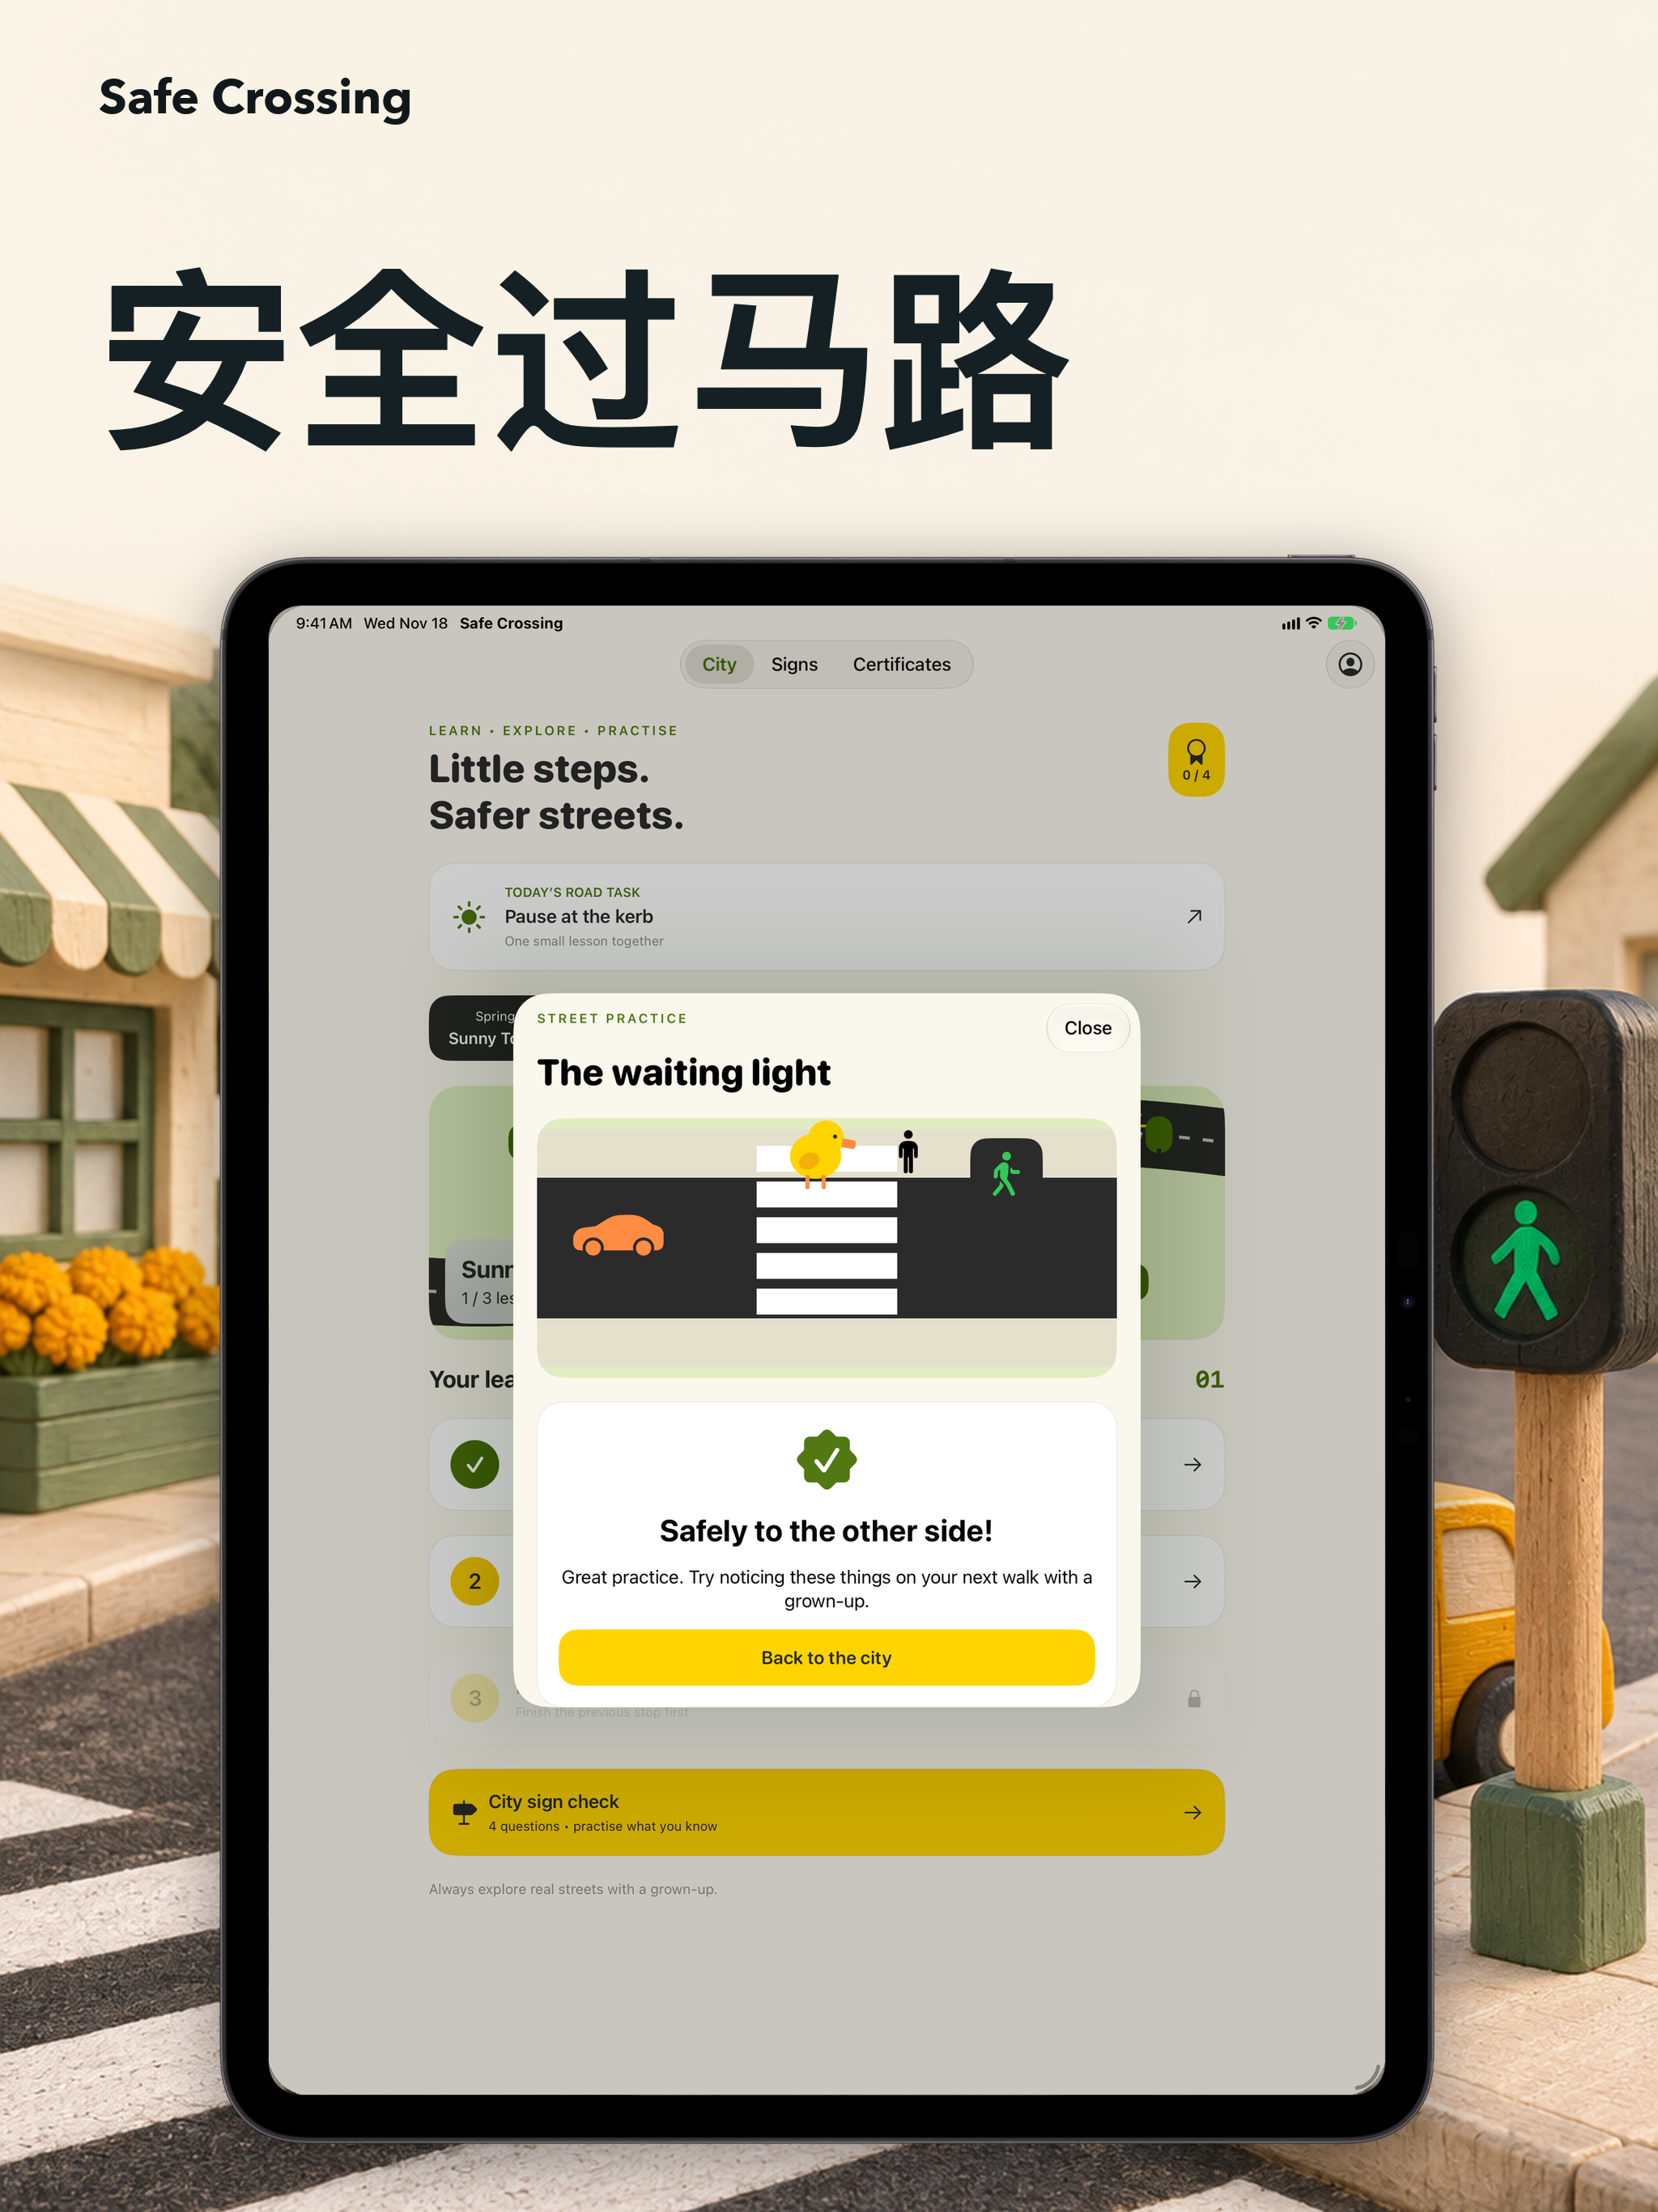 Safe Crossing
安全过马路
9:41 AM Wed Nov 18 Safe Crossing
City Signs Certificates
LEARN • EXPLORE • PRACTISE
Little steps.
Safer streets.
0 / 4
TODAY'S ROAD TASK
Pause at the kerb
One small lesson together
Spring
Sunny
STREET PRACTICE
Close
The waiting light
1 / 3
Your
01
2
3
Finish the previous stop first
Safely to the other side!
Great practice. Try noticing these things on your next walk with a
grown-up.
Back to the city
City sign check
4 questions • practise what you know
Always explore real streets with a grown-up.